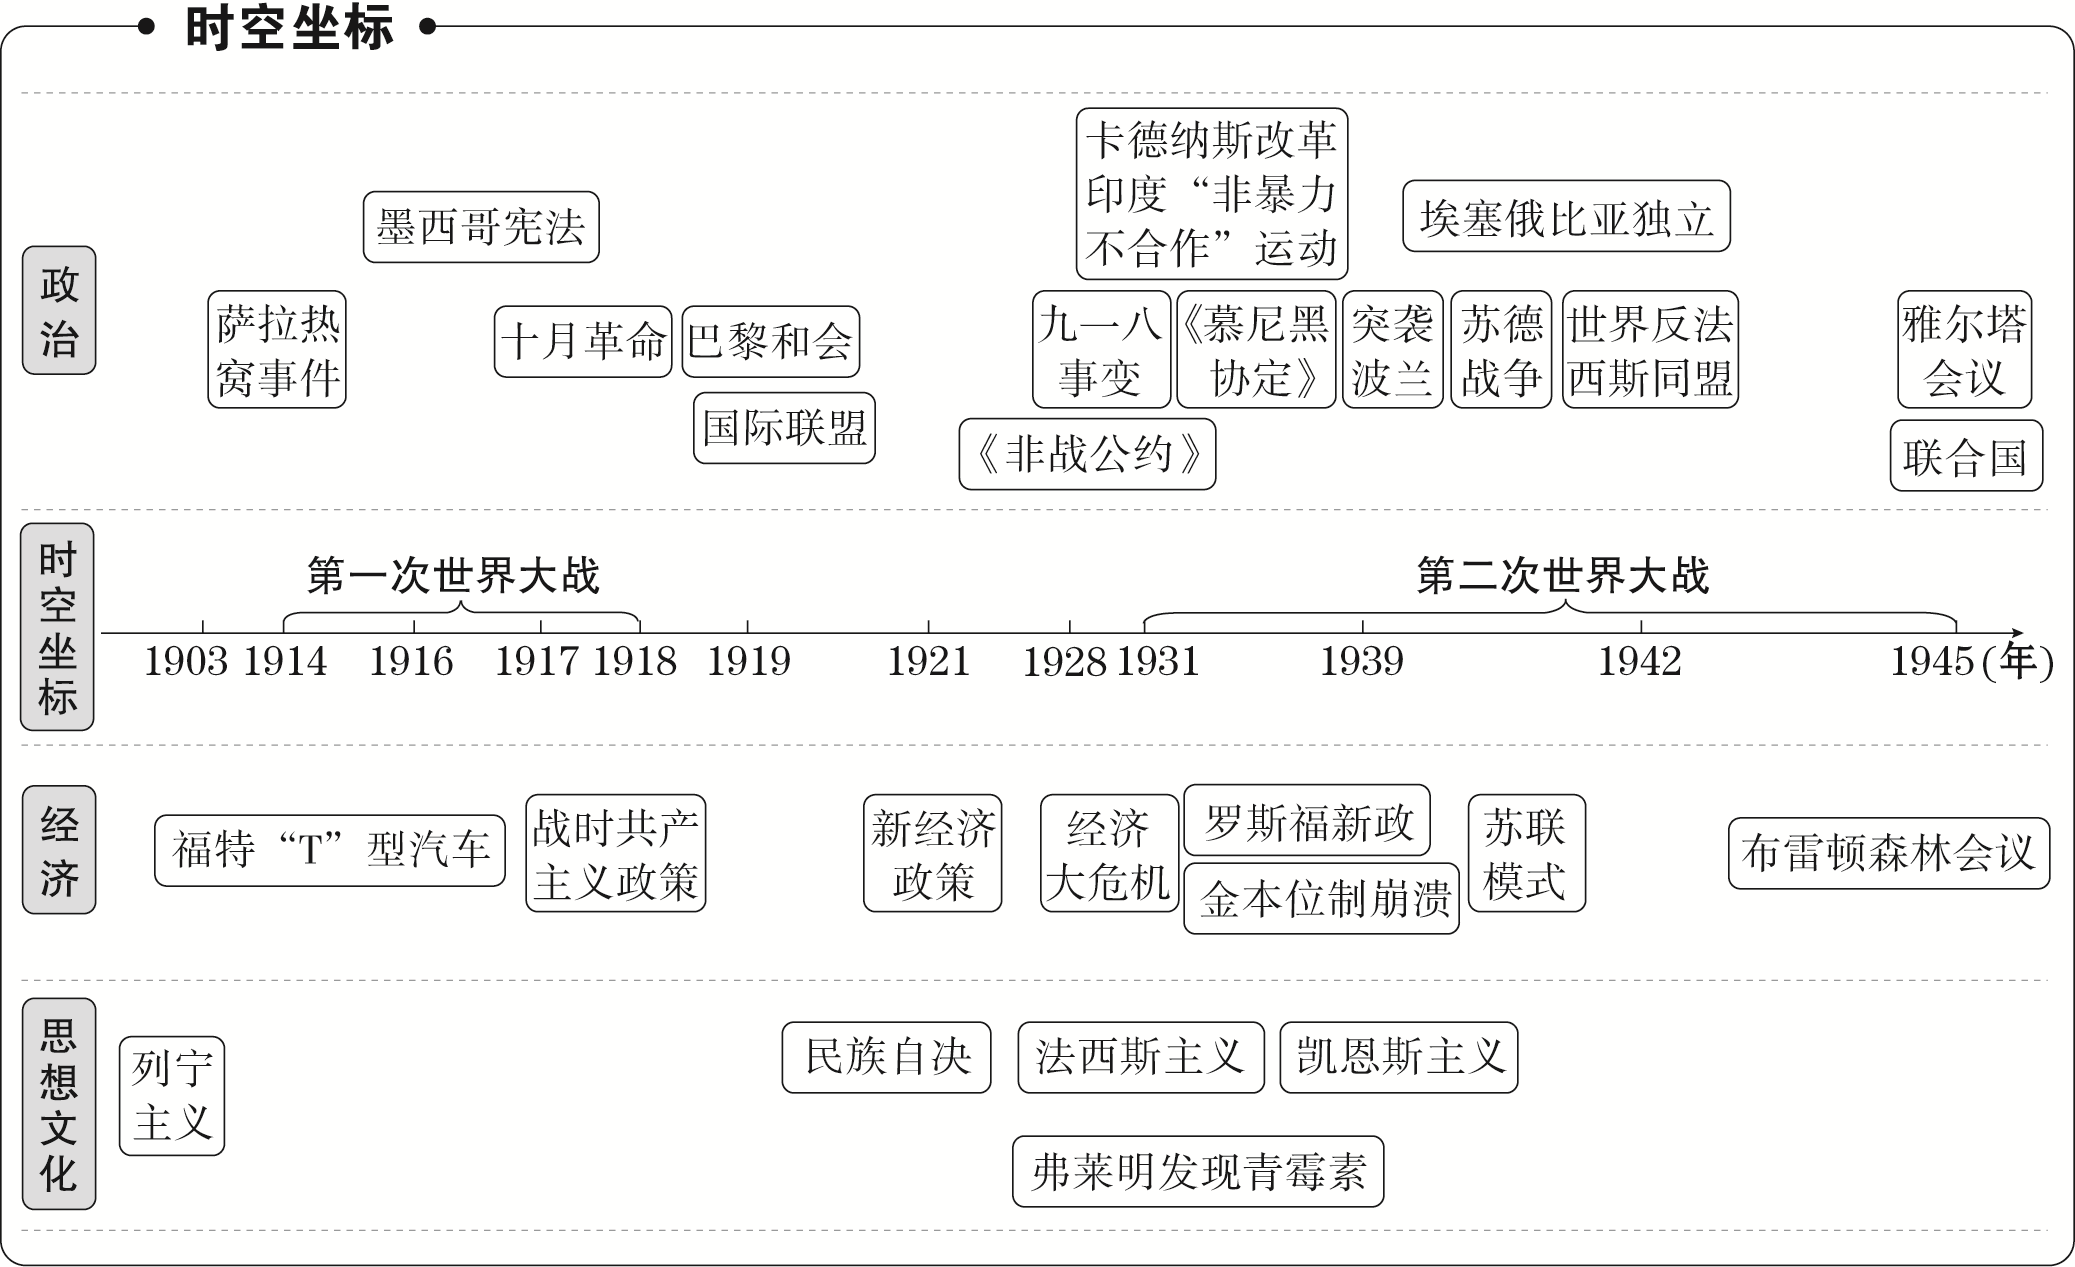 时空坐标
政治
卡德纳斯改革
印度“非暴力
不合作”运动
墨西哥宪法
埃塞俄比亚独立
萨拉热
窝事件
十月革命
巴黎和会
九一八
事变
《慕尼黑
协定》
突袭
波兰
苏德
战争
世界反法
西斯同盟
雅尔塔
会议
国际联盟
《非战公约》
联合国
时空坐标
第一次世界大战
第二次世界大战
1903 1914 1916 1917 1918 1919 1921 1928 1931 1939 1942 1945(年)
经济
福特“T”型汽车
战时共产
主义政策
新经济
政策
经济
大危机
罗斯福新政
金本位制崩溃
苏联
模式
布雷顿森林会议
思想文化
列宁
主义
民族自决
法西斯主义
凯恩斯主义
弗莱明发现青霉素